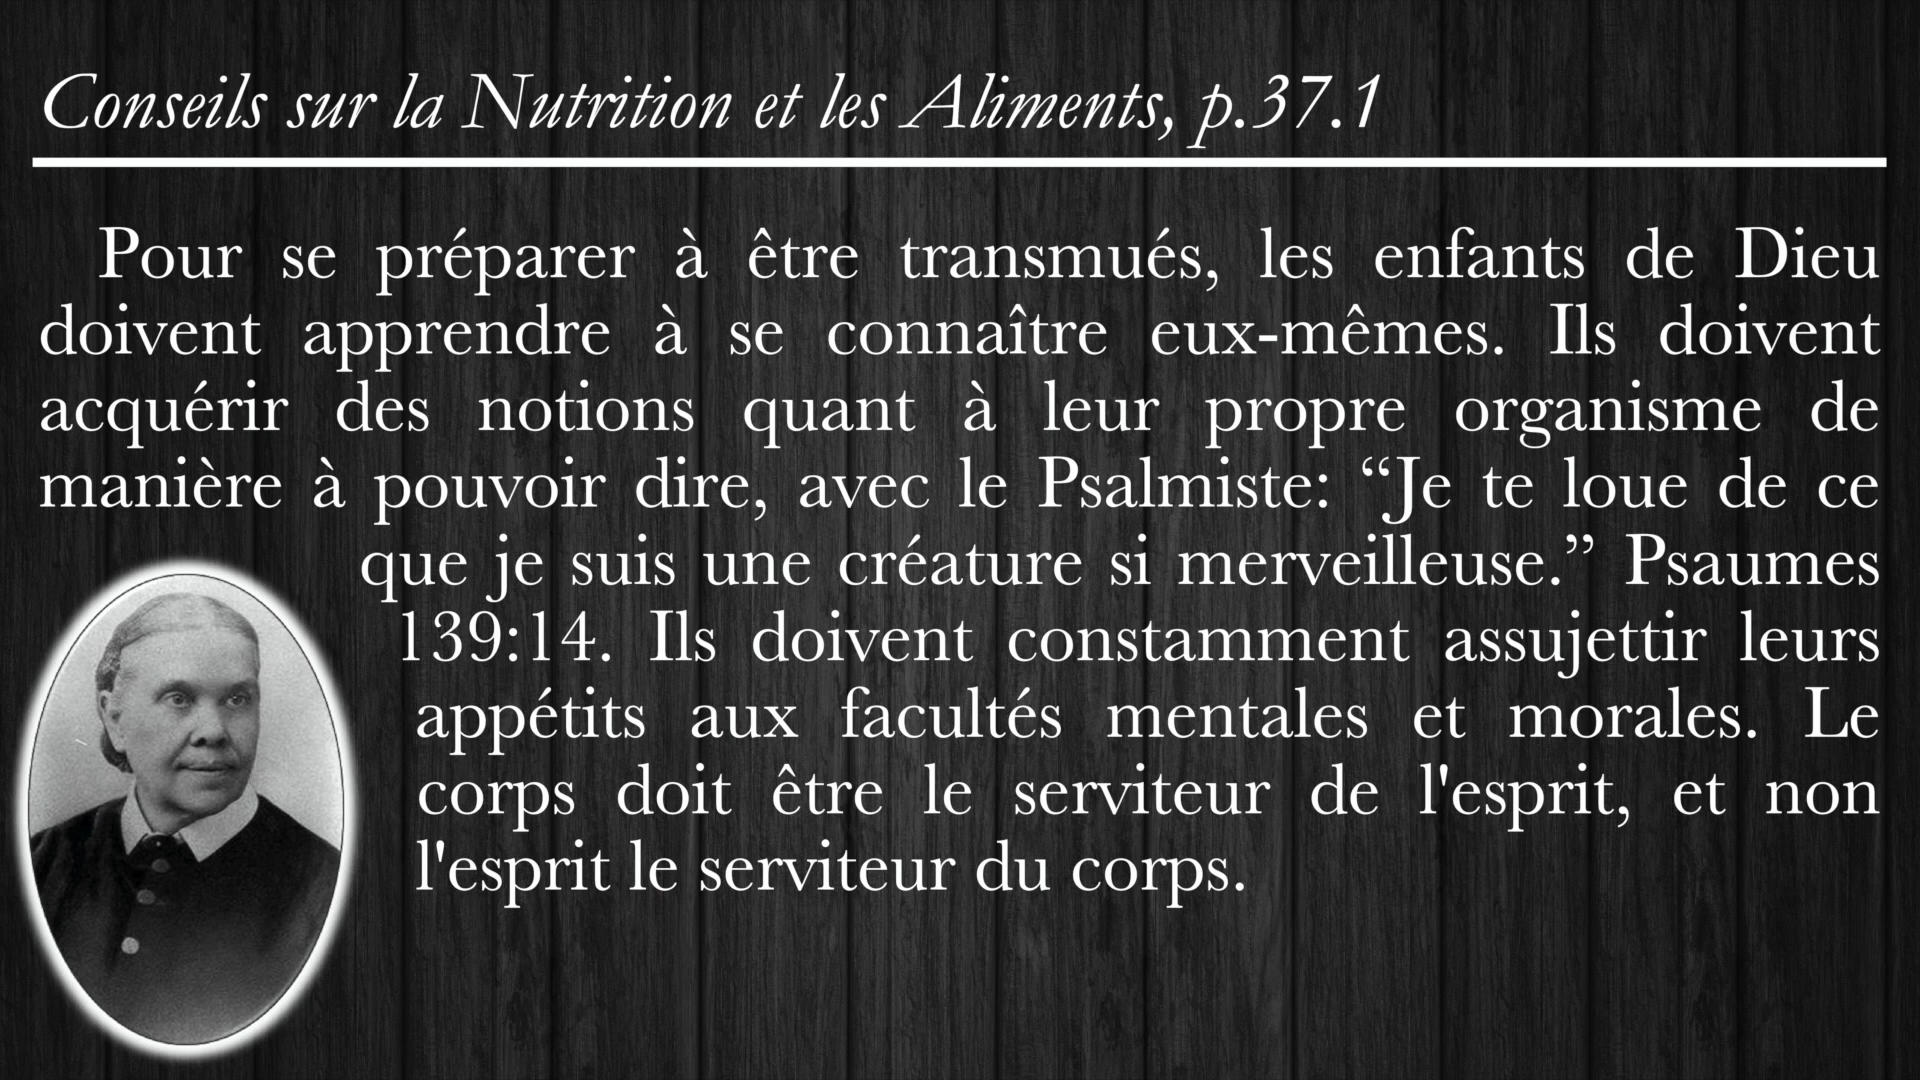 Conseils sur la Nutrition et les Aliments, p.37.1
Pour se préparer à être transmués, les enfants de Dieu
doivent apprendre à se connaître eux-mêmes. Ils doivent
acquérir des notions quant à leur propre organisme de
manière à pouvoir dire, avec le Psalmiste: “Je te loue de ce
que je suis une créature si merveilleuse.” Psaumes
139:14. Ils doivent constamment assujettir leurs
appétits aux facultés mentales et morales. Le
corps doit être le serviteur de l'esprit, et non
l'esprit le serviteur du corps.